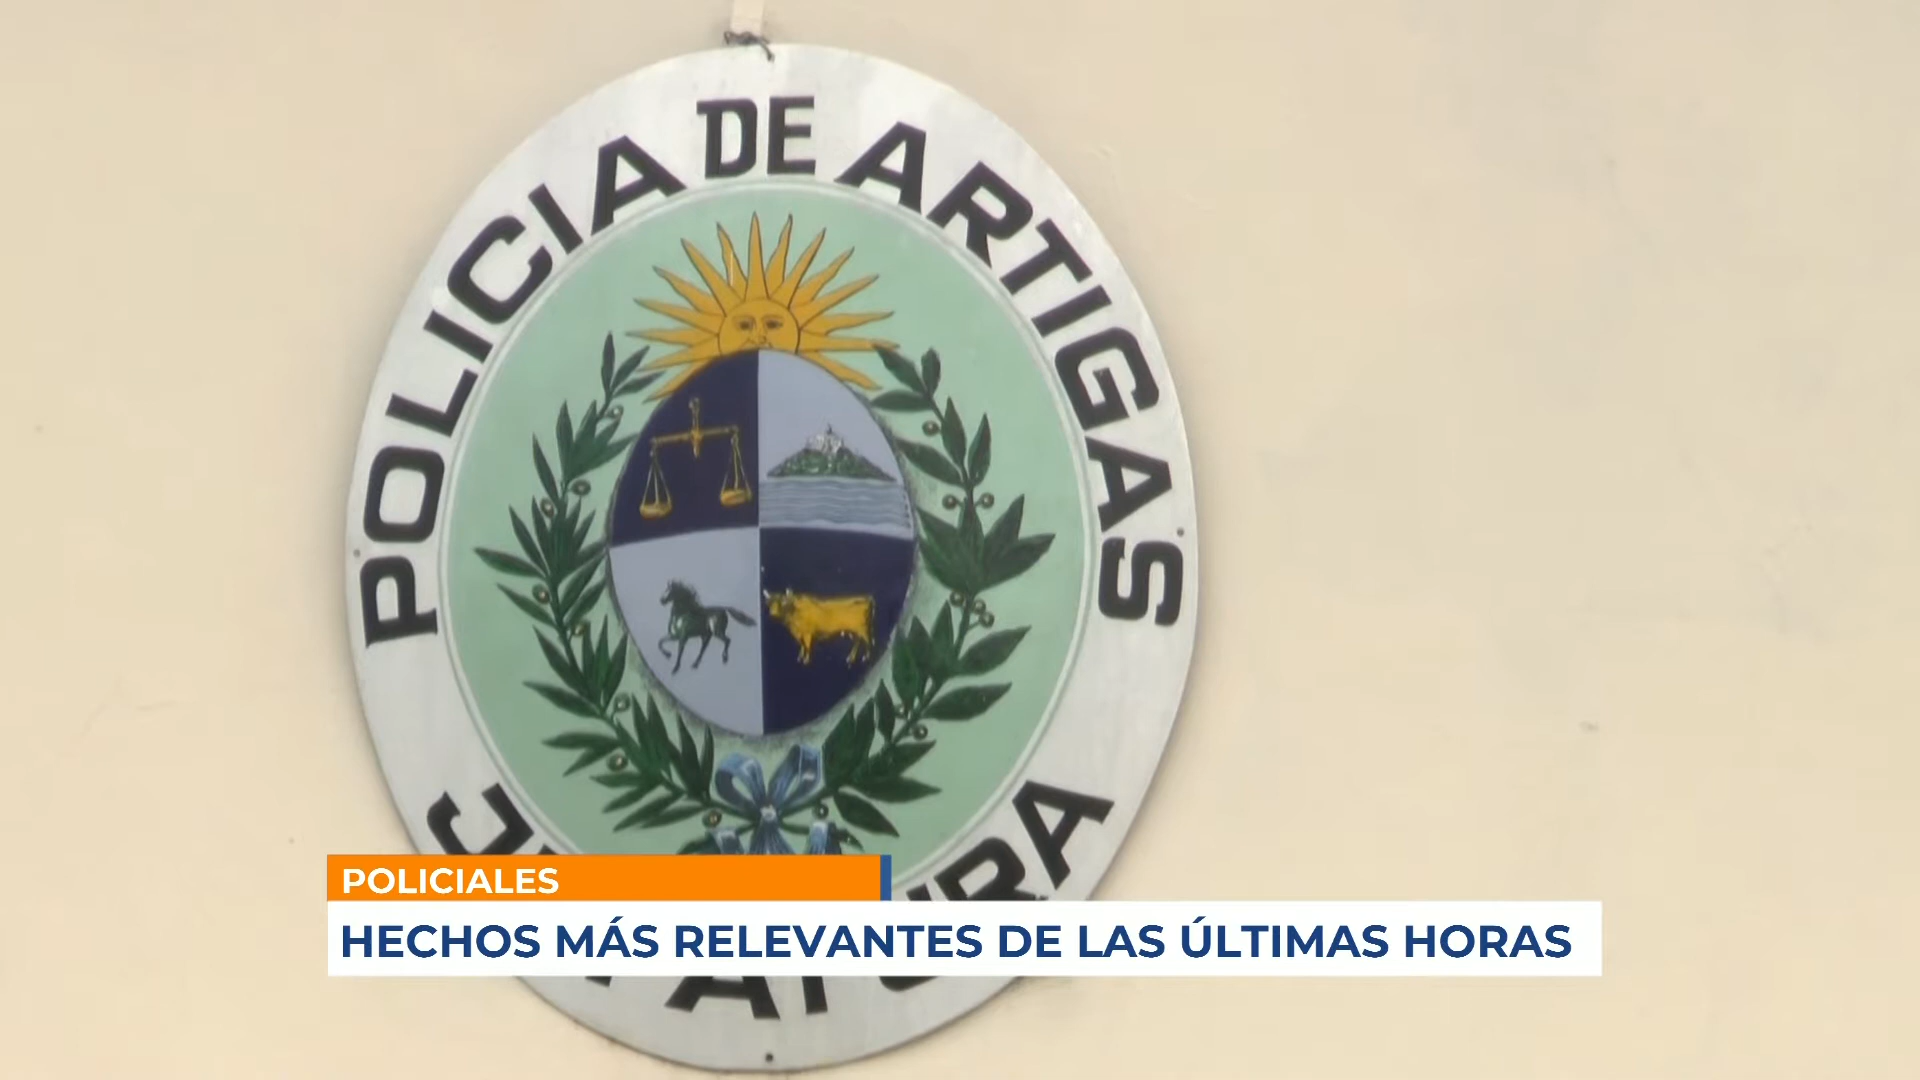 POLICIA DE ARTIGAS
POLICIALES
HECHOS MÁS RELEVANTES DE LAS ÚLTIMAS HORAS